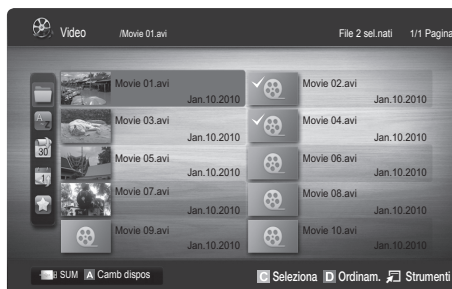 Video /Movie 01.avi File 2 sel.nati 1/1 Pagina
Movie 01.avi Movie 02.avi
Jan.10.2010 Jan.10.2010
Movie 03.avi Movie 04.avi
Jan.10.2010 Jan.10.2010
Movie 05.avi Movie 06.avi
Jan.10.2010 Jan.10.2010
Movie 07.avi Movie 08.avi
Jan.10.2010 Jan.10.2010
Movie 09.avi Movie 10.avi
Jan.10.2010 Jan.10.2010
SUM A Camb dispos C Seleziona D Ordinam. Strumenti